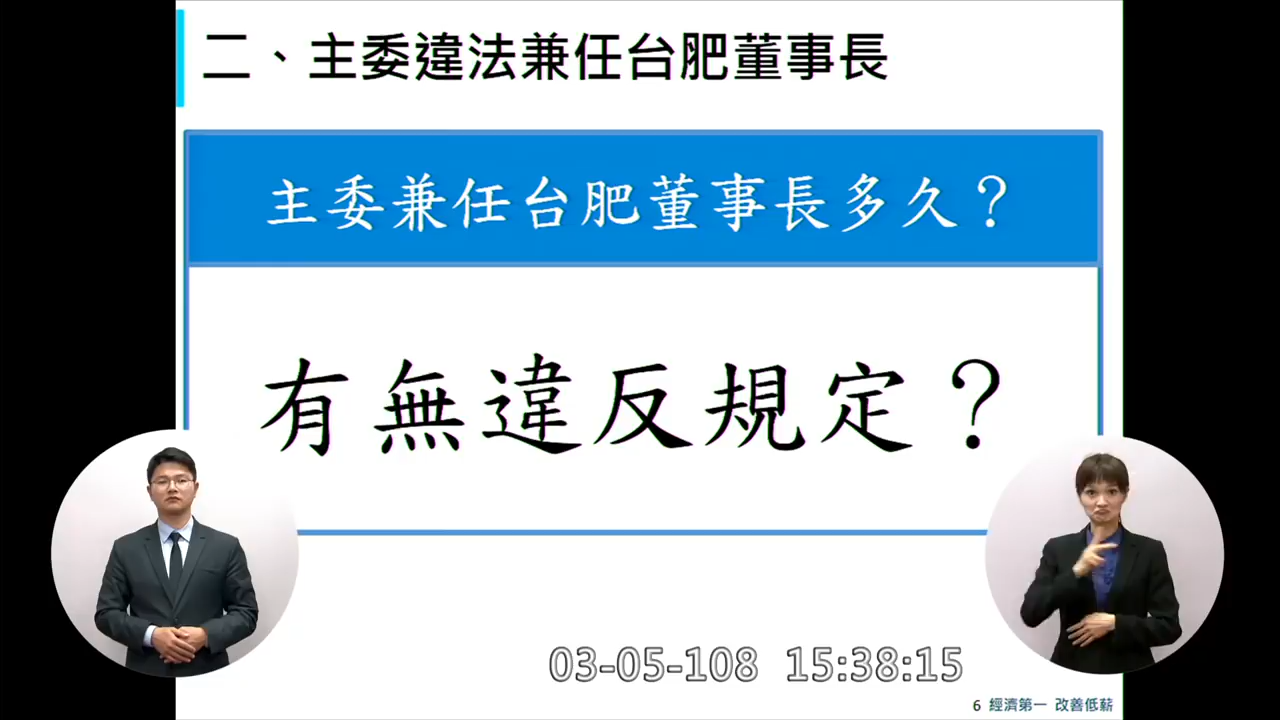 二、主委違法兼任台肥董事長
主委兼任台肥董事長多久？
有無違反規定？
03-05-108 15:38:15
6 經濟第一 改善低薪